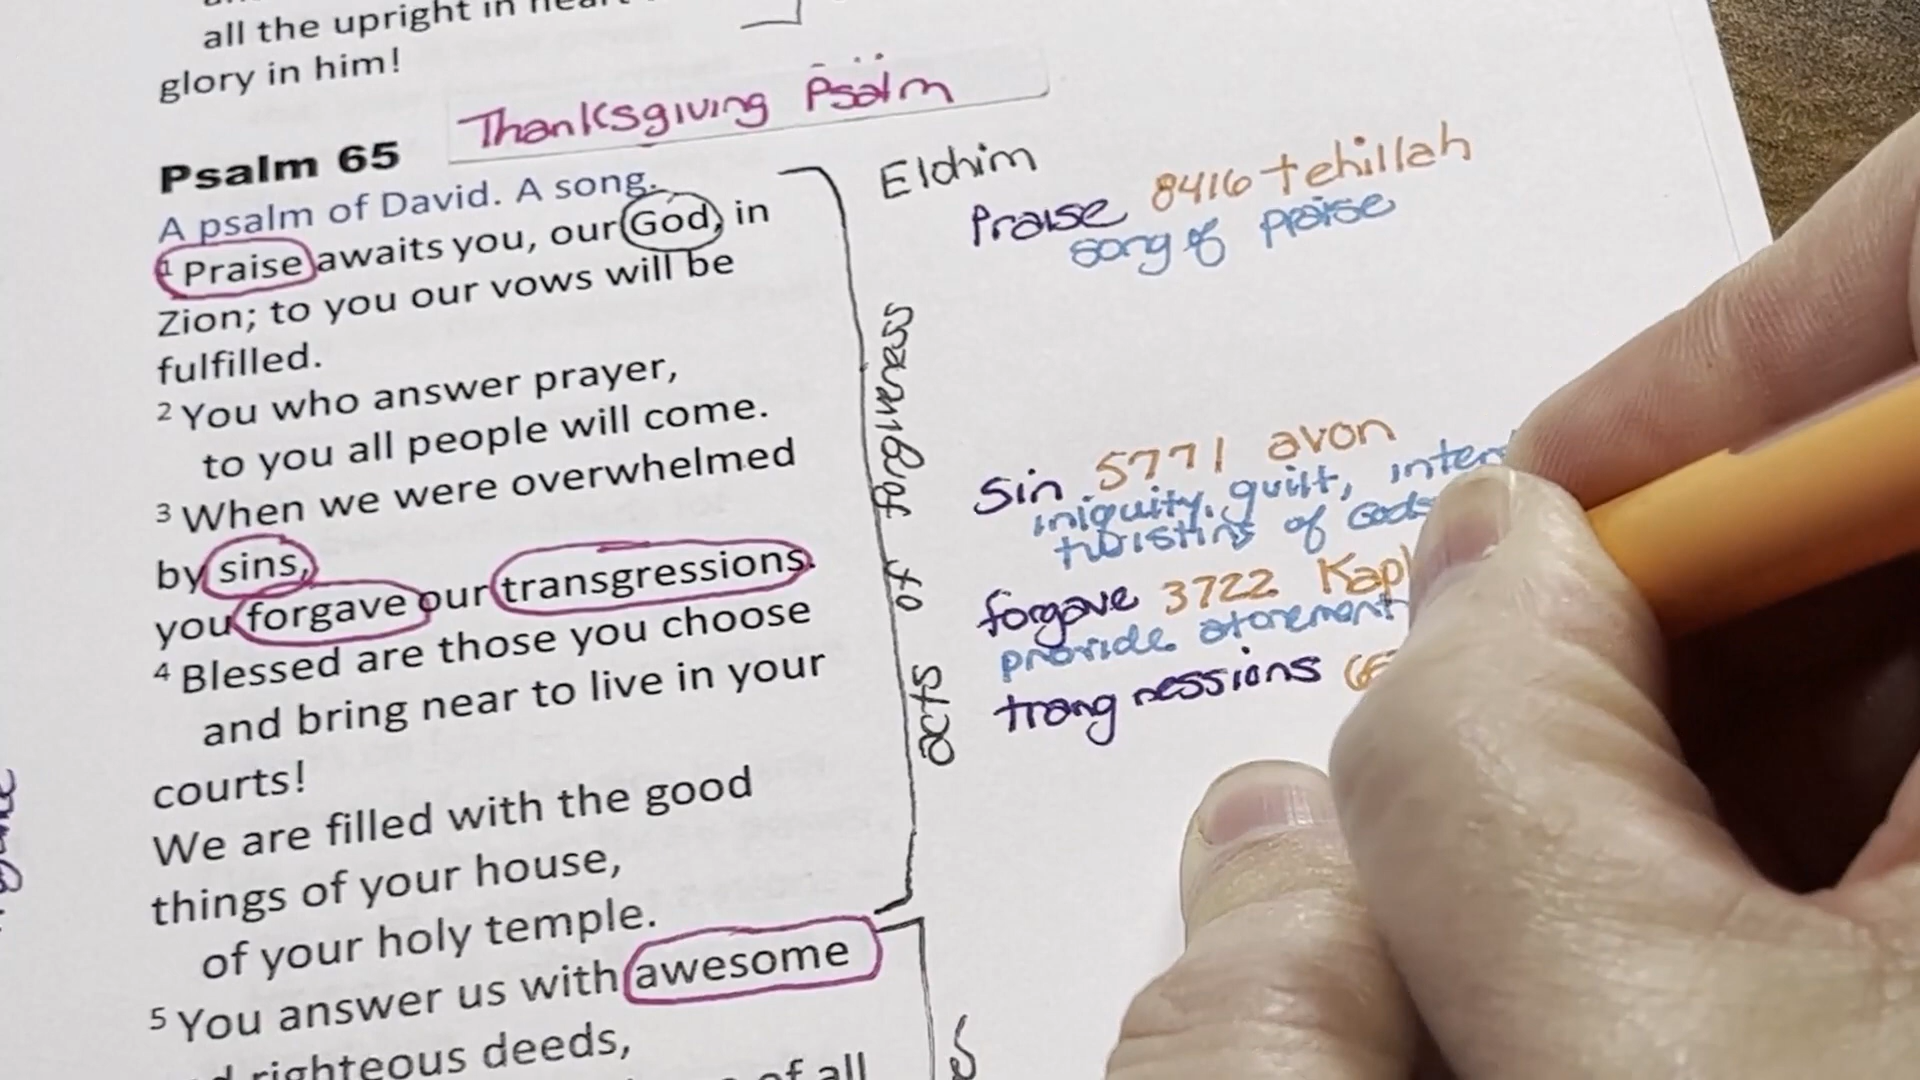 all the upright in
glory in him!
Thanksgiving Psalm
Psalm 65
A psalm of David. A song.
1 Praise awaits you, our God, in
Zion; to you our vows will be
fulfilled.
2 You who answer prayer,
to you all people will come.
3 When we were overwhelmed
by sins,
you forgave our transgressions.
4 Blessed are those you choose
and bring near to live in your
courts!
We are filled with the good
things of your house,
of your holy temple.
5 You answer us with awesome
righteous deeds,
of all
acts of forgiveness
Elohim
Praise 8416 tehillah
song of praise
Sin 5771 avon
iniquity, guilt,
twisting of Gods
forgave 3722
provide atonement
trangressions